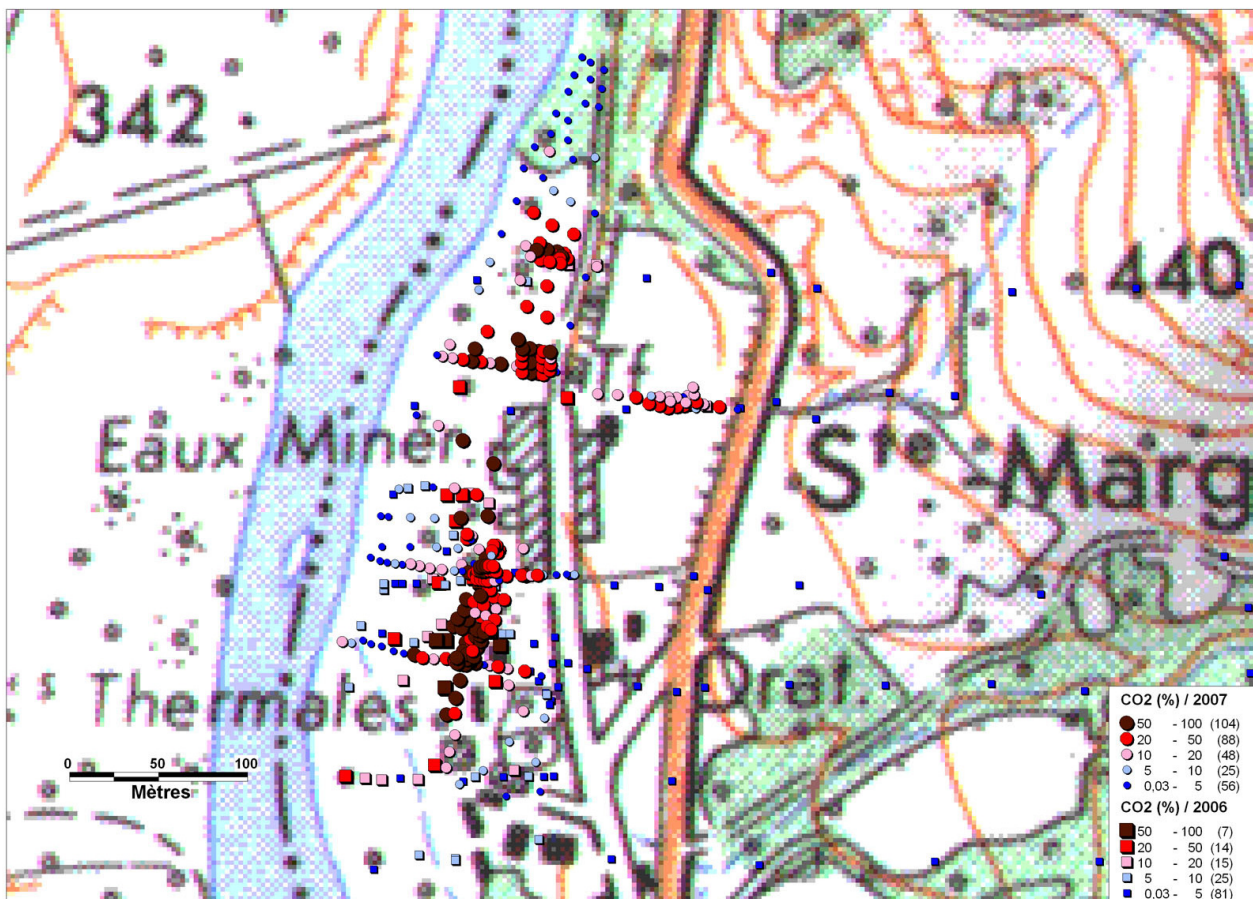 342
440
Tf
Eaux Miner.
Ste Marg
Thermales
Orat.
0 50 100
Mètres
CO2 (%) / 2007
50 - 100 (104)
20 - 50 (88)
10 - 20 (48)
5 - 10 (25)
0,03 - 5 (56)
CO2 (%) / 2006
50 - 100 (7)
20 - 50 (14)
10 - 20 (15)
5 - 10 (25)
0,03 - 5 (81)